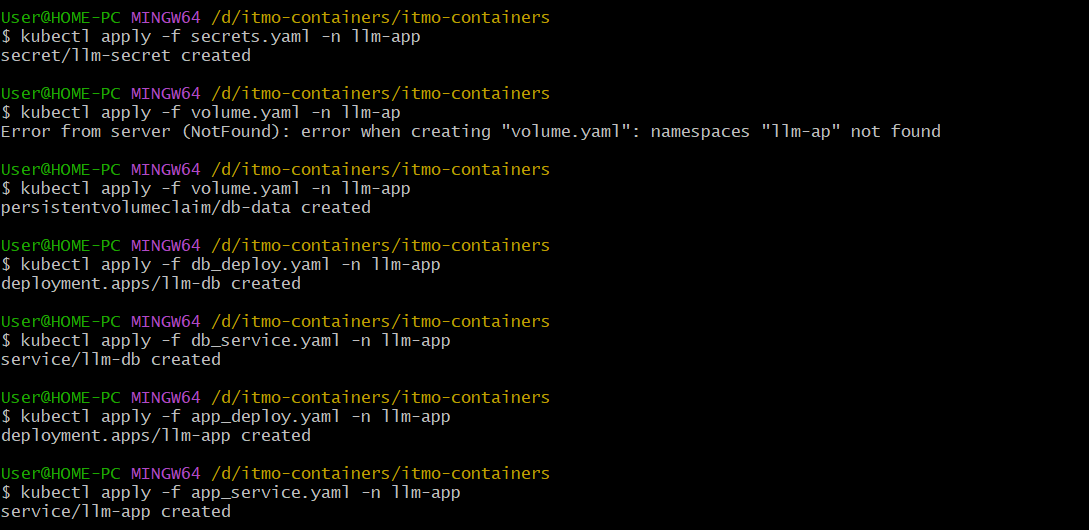 User@HOME-PC MINGW64 /d/itmo-containers/itmo-containers
$ kubectl apply -f secrets.yaml -n llm-app
secret/llm-secret created
User@HOME-PC MINGW64 /d/itmo-containers/itmo-containers
$ kubectl apply -f volume.yaml -n llm-ap
Error from server (NotFound): error when creating "volume.yaml": namespaces "llm-ap" not found
User@HOME-PC MINGW64 /d/itmo-containers/itmo-containers
$ kubectl apply -f volume.yaml -n llm-app
persistentvolumeclaim/db-data created
User@HOME-PC MINGW64 /d/itmo-containers/itmo-containers
$ kubectl apply -f db_deploy.yaml -n llm-app
deployment.apps/llm-db created
User@HOME-PC MINGW64 /d/itmo-containers/itmo-containers
$ kubectl apply -f db_service.yaml -n llm-app
service/llm-db created
User@HOME-PC MINGW64 /d/itmo-containers/itmo-containers
$ kubectl apply -f app_deploy.yaml -n llm-app
deployment.apps/llm-app created
User@HOME-PC MINGW64 /d/itmo-containers/itmo-containers
$ kubectl apply -f app_service.yaml -n llm-app
service/llm-app created